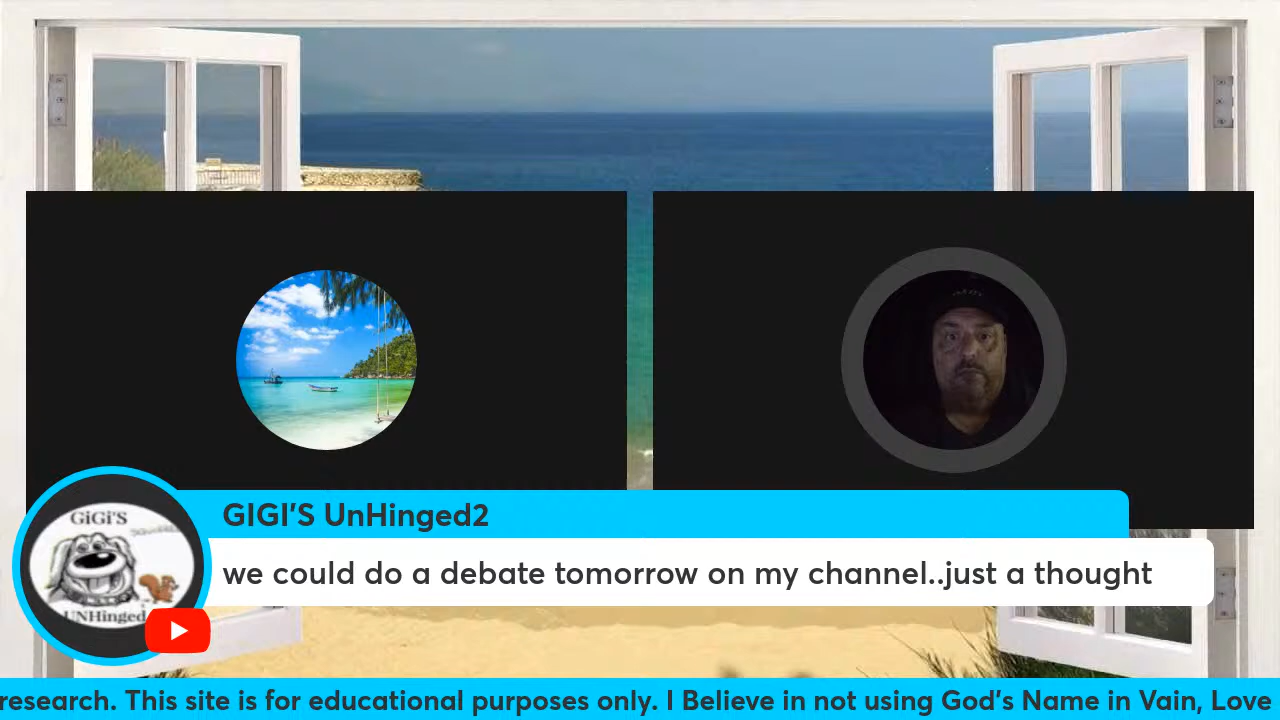 GIGI'S UnHinged2
GiGi'S
UNHinged
we could do a debate tomorrow on my channel..just a thought
research. This site is for educational purposes only. I Believe in not using God's Name in Vain, Love